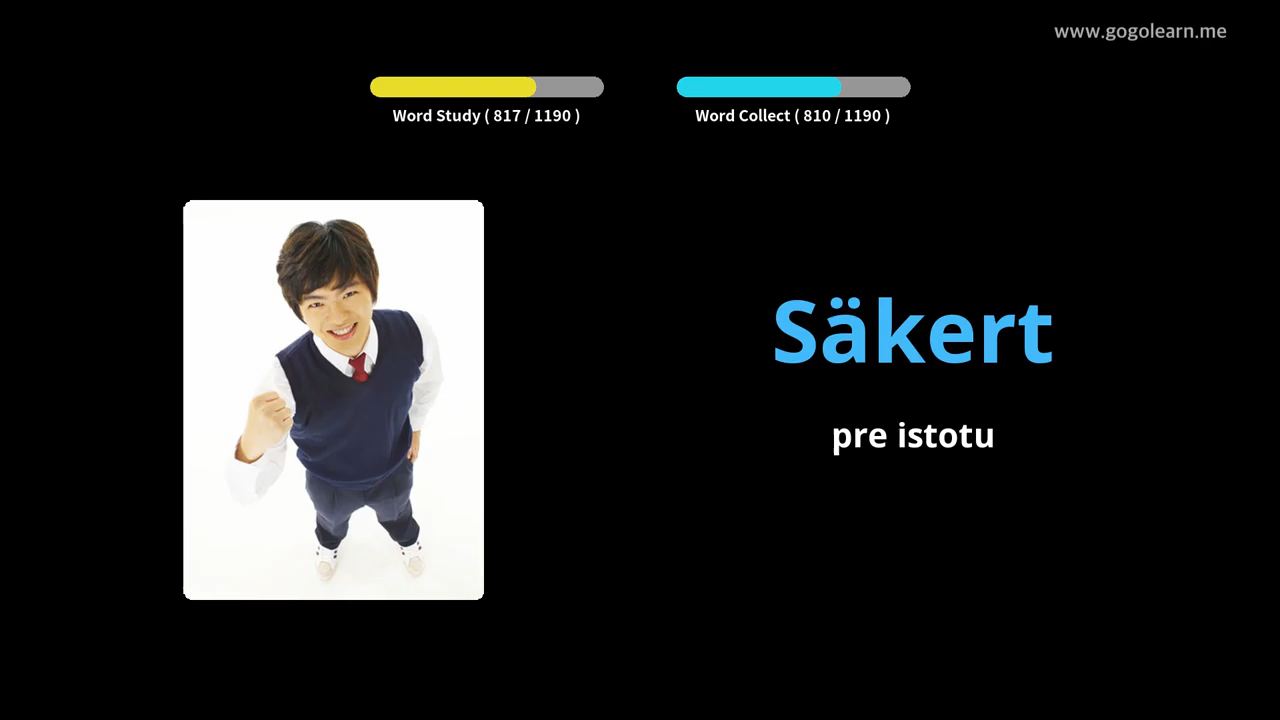 www.gogolearn.me
Word Study ( 817 / 1190 )
Word Collect ( 810 / 1190 )
Säkert
pre istotu